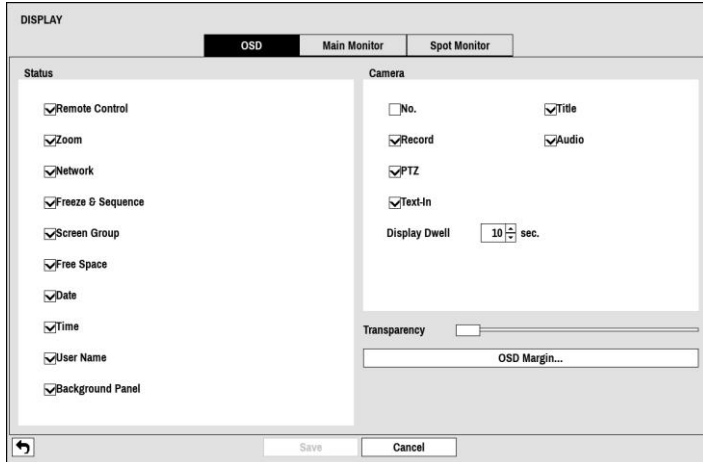 DISPLAY
OSD Main Monitor Spot Monitor
Status
Remote Control
Zoom
Network
Freeze & Sequence
Screen Group
Free Space
Date
Time
User Name
Background Panel
Camera
No. Title
Record Audio
PTZ
Text-In
Display Dwell 10 sec.
Transparency
OSD Margin...
Save Cancel